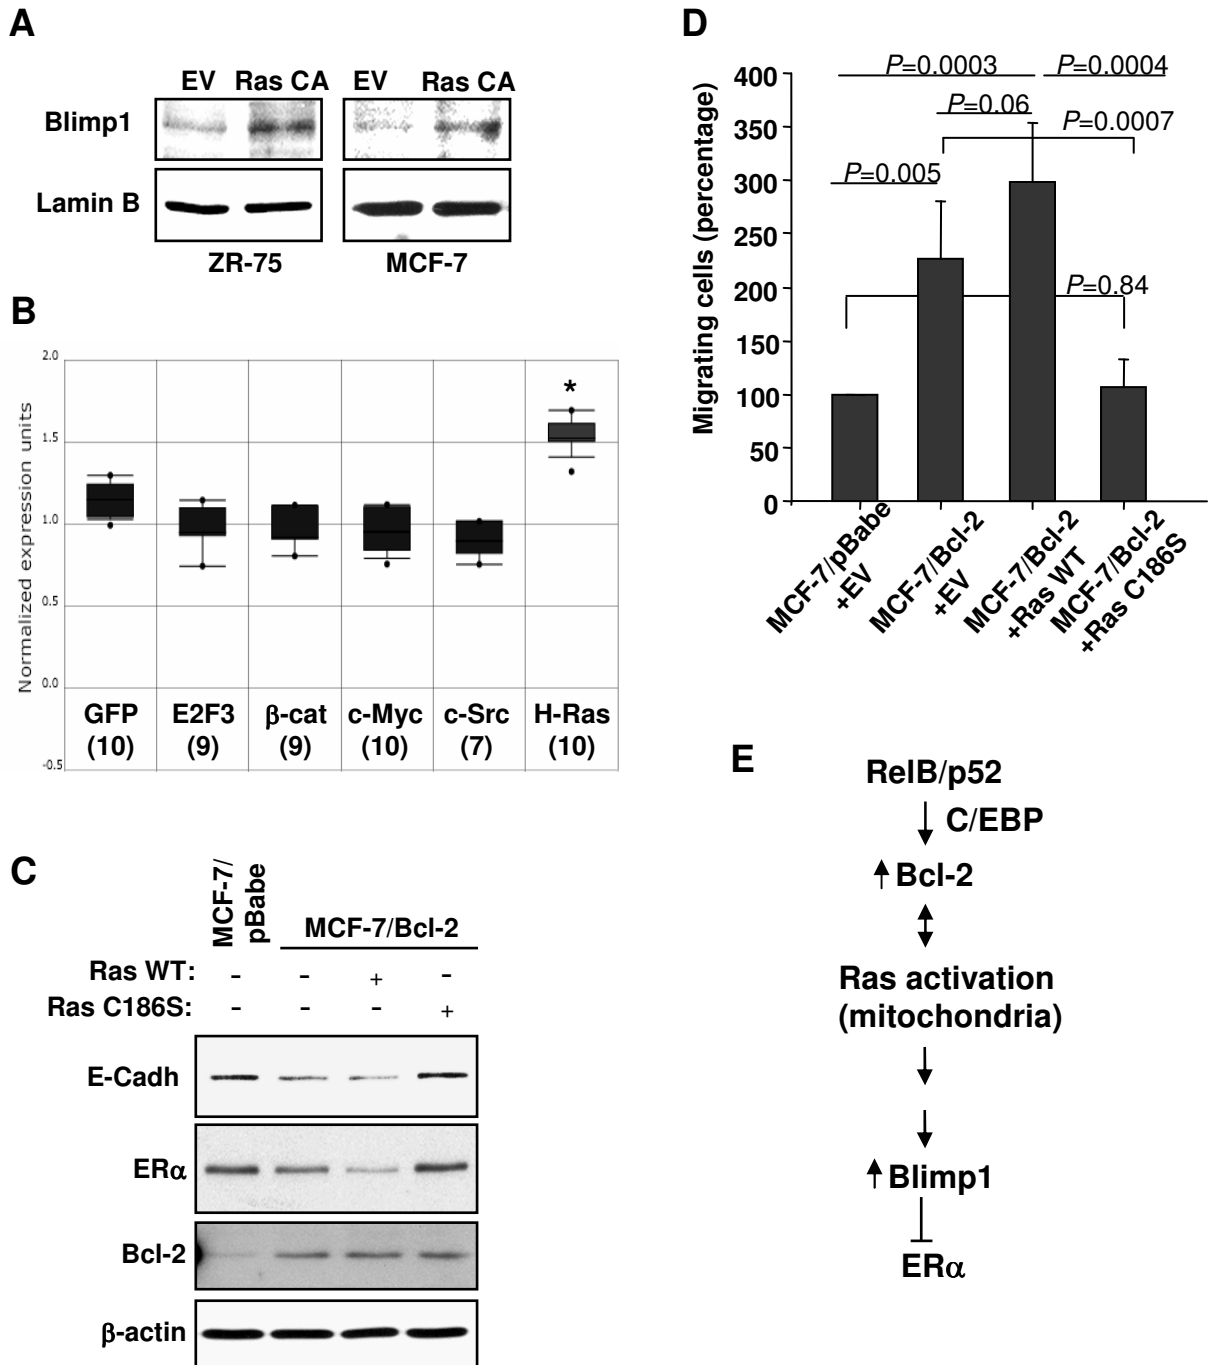 A
EV Ras CA EV Ras CA
Blimp1
Lamin B
ZR-75 MCF-7
B
Normalized expression units
2.0
1.5
1.0
0.5
0.0
-0.5
*
GFP E2F3 β-cat c-Myc c-Src H-Ras
(10) (9) (9) (10) (7) (10)
C
MCF-7/
pBabe
MCF-7/Bcl-2
Ras WT: - - + -
Ras C186S: - - - +
E-Cadh
ERα
Bcl-2
β-actin
D
Migrating cells (percentage)
400
350
300
250
200
150
100
50
0
P=0.0003 P=0.0004
P=0.06
P=0.0007
P=0.005
P=0.84
MCF-7/pBabe
+EV
MCF-7/Bcl-2
+EV
MCF-7/Bcl-2
+Ras WT
MCF-7/Bcl-2
+Ras C186S
E
RelB/p52
C/EBP
Bcl-2
Ras activation
(mitochondria)
Blimp1
ERα